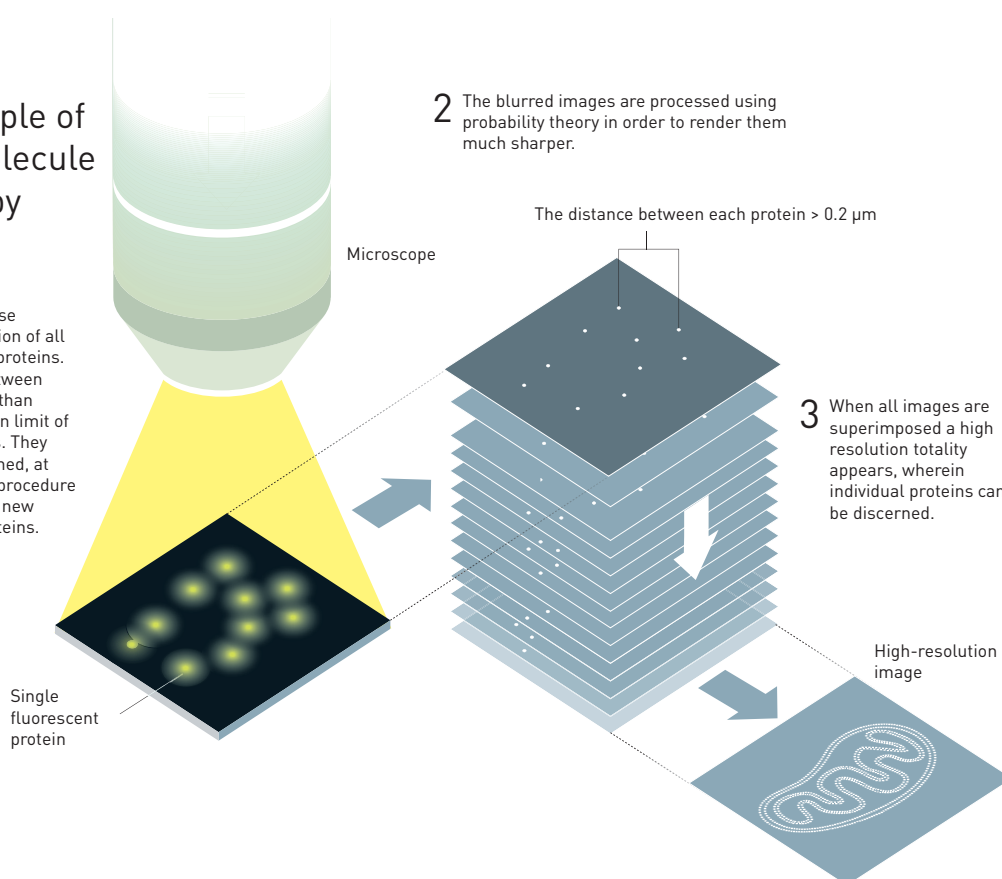 ple of
lecule
by
se
ion of all
proteins.
tween
than
n limit of
s. They
ned, at
procedure
new
teins.
2 The blurred images are processed using
probability theory in order to render them
much sharper.
The distance between each protein > 0.2 µm
Microscope
3 When all images are
superimposed a high
resolution totality
appears, wherein
individual proteins can
be discerned.
Single
fluorescent
protein
High-resolution
image